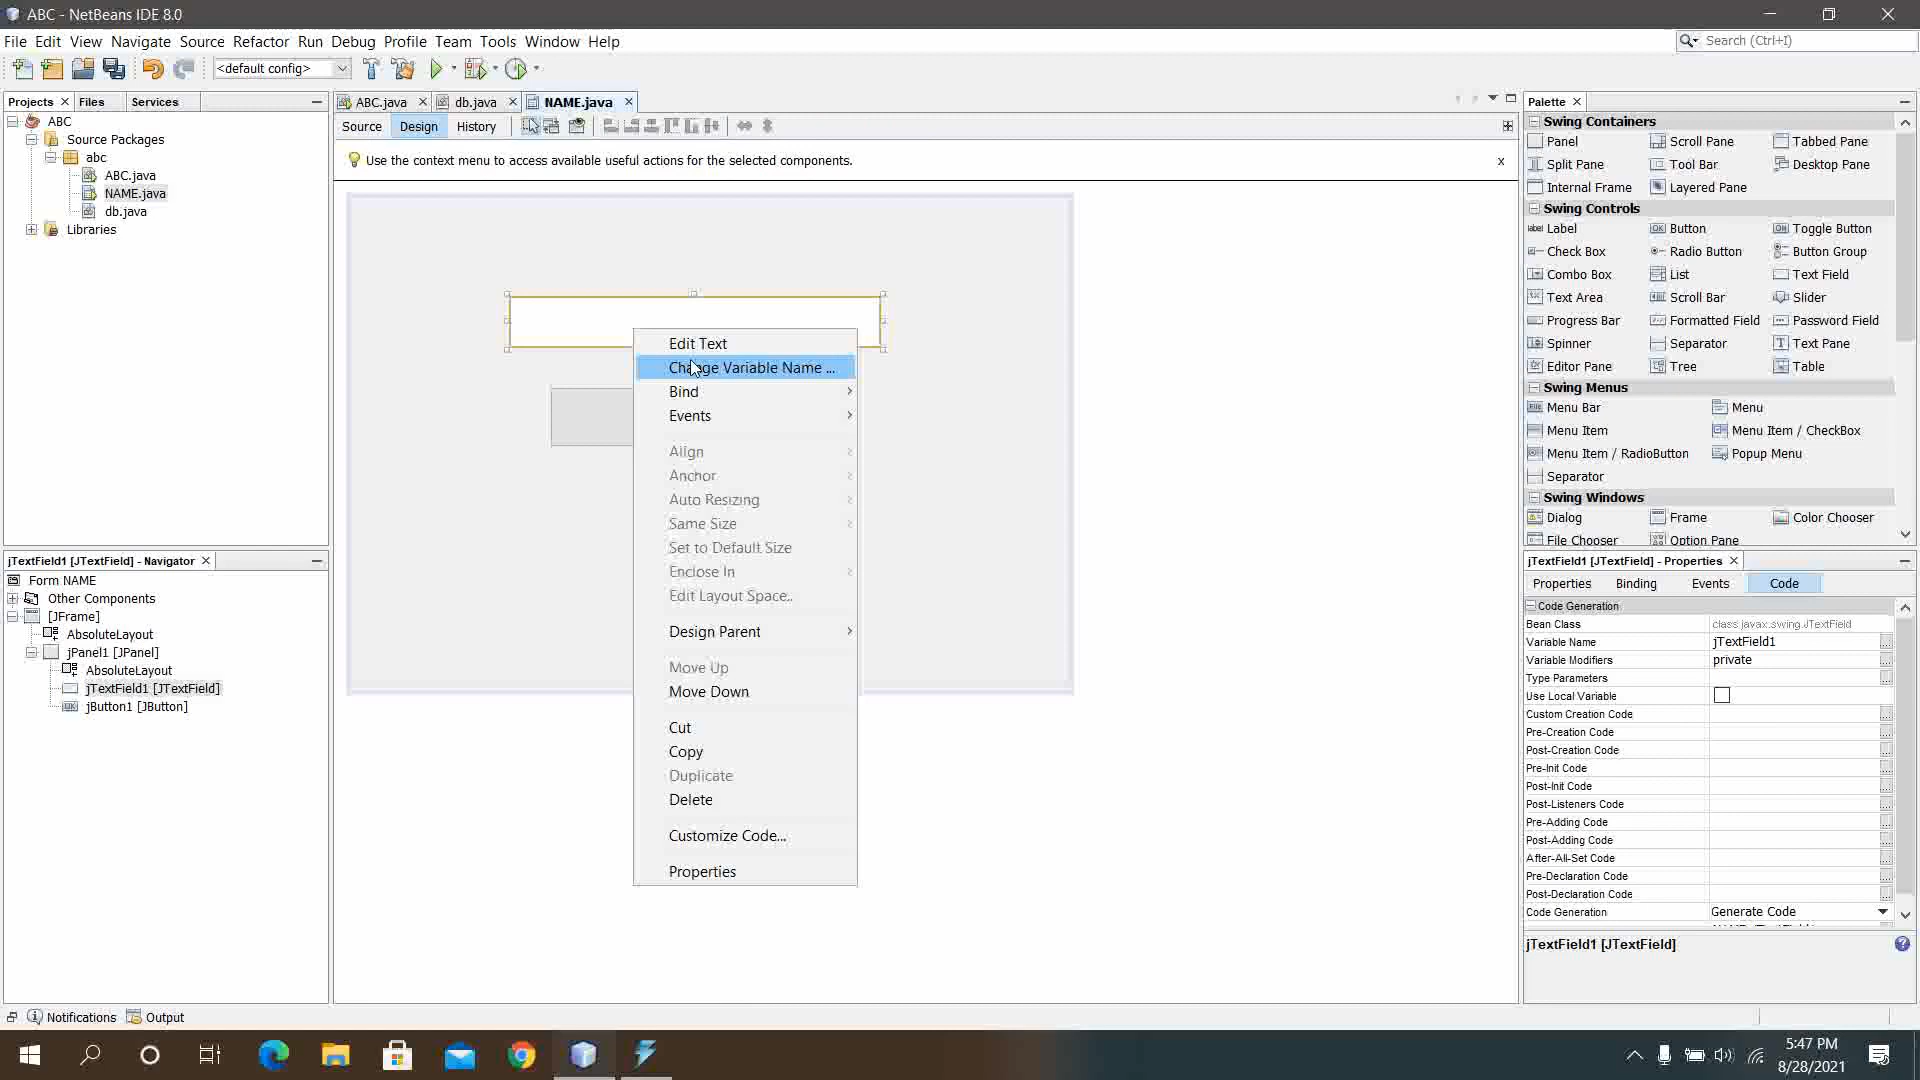 ABC - NetBeans IDE 8.0
File Edit View Navigate Source Refactor Run Debug Profile Team Tools Window Help
Search (Ctrl+I)
<default config>
Projects Files Services
ABC
Source Packages
abc
ABC.java
NAME.java
db.java
Libraries
ABC.java db.java NAME.java
Source Design History
Use the context menu to access available useful actions for the selected components.
x
Edit Text
Change Variable Name ...
Bind
Events
Align
Anchor
Auto Resizing
Same Size
Set to Default Size
Enclose In
Edit Layout Space..
Design Parent
Move Up
Move Down
Cut
Copy
Duplicate
Delete
Customize Code...
Properties
jTextField1 [JTextField] - Navigator
Form NAME
Other Components
[JFrame]
AbsoluteLayout
jPanel1 [JPanel]
AbsoluteLayout
jTextField1 [JTextField]
jButton1 [JButton]
Palette
Swing Containers
Panel Scroll Pane Tabbed Pane
Split Pane Tool Bar Desktop Pane
Internal Frame Layered Pane
Swing Controls
Label Button Toggle Button
Check Box Radio Button Button Group
Combo Box List Text Field
Text Area Scroll Bar Slider
Progress Bar Formatted Field Password Field
Spinner Separator Text Pane
Editor Pane Tree Table
Swing Menus
Menu Bar Menu
Menu Item Menu Item / CheckBox
Menu Item / RadioButton Popup Menu
Separator
Swing Windows
Dialog Frame Color Chooser
File Chooser Option Pane
jTextField1 [JTextField] - Properties
Properties Binding Events Code
Code Generation
Bean Class class javax.swing.JTextField
Variable Name jTextField1
Variable Modifiers private
Type Parameters
Use Local Variable
Custom Creation Code
Pre-Creation Code
Post-Creation Code
Pre-Init Code
Post-Init Code
Post-Listeners Code
Pre-Adding Code
Post-Adding Code
After-All-Set Code
Pre-Declaration Code
Post-Declaration Code
Code Generation Generate Code
jTextField1 [JTextField]
Notifications Output
5:47 PM
8/28/2021